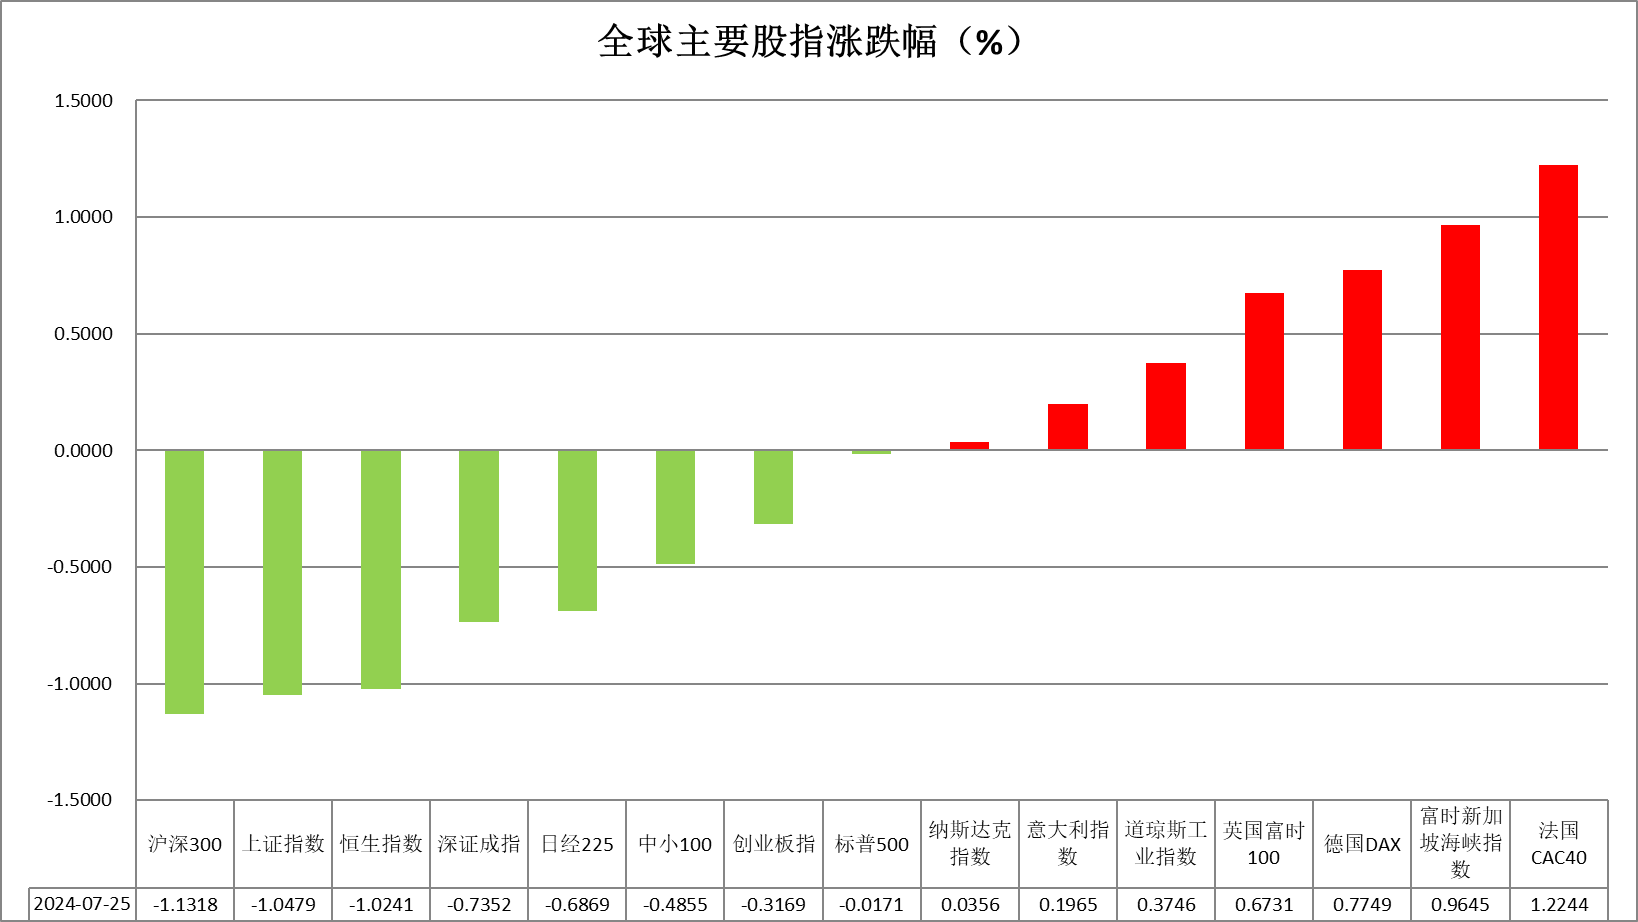 全球主要股指涨跌幅（%）
1.5000
1.0000
0.5000
0.0000
-0.5000
-1.0000
-1.5000
沪深300
上证指数
恒生指数
深证成指
日经225
中小100
创业板指
标普500
纳斯达克
指数
意大利指
数
道琼斯工
业指数
英国富时
100
德国DAX
富时新加
坡海峡指
数
法国
CAC40
2024-07-25 -1.1318 -1.0479 -1.0241 -0.7352 -0.6869 -0.4855 -0.3169 -0.0171 0.0356 0.1965 0.3746 0.6731 0.7749 0.9645 1.2244